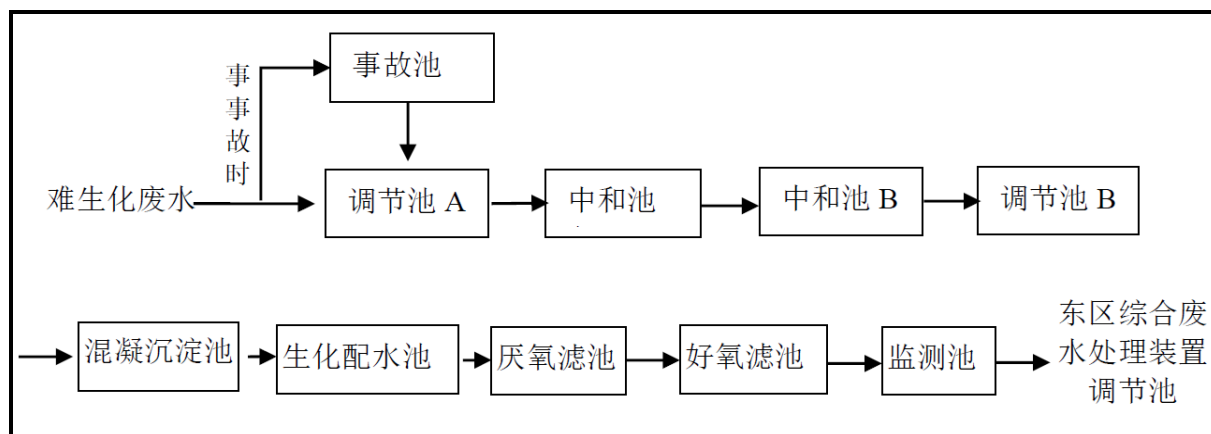 事故池
事事故时
难生化废水
调节池 A
中和池
中和池 B
调节池 B
混凝沉淀池
生化配水池
厌氧滤池
好氧滤池
监测池
东区综合废
水处理装置
调节池